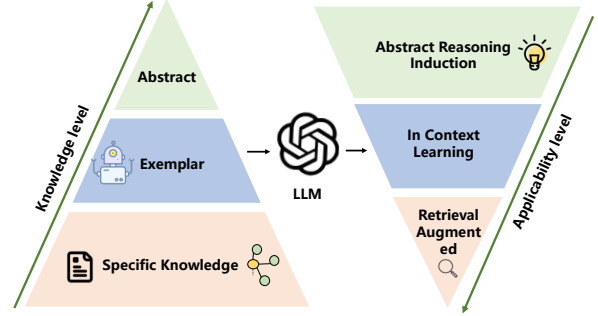 Knowledge level
Abstract
Exemplar
Specific Knowledge
LLM
Abstract Reasoning
Induction
In Context
Learning
Retrieval
Augment
ed
Applicability level